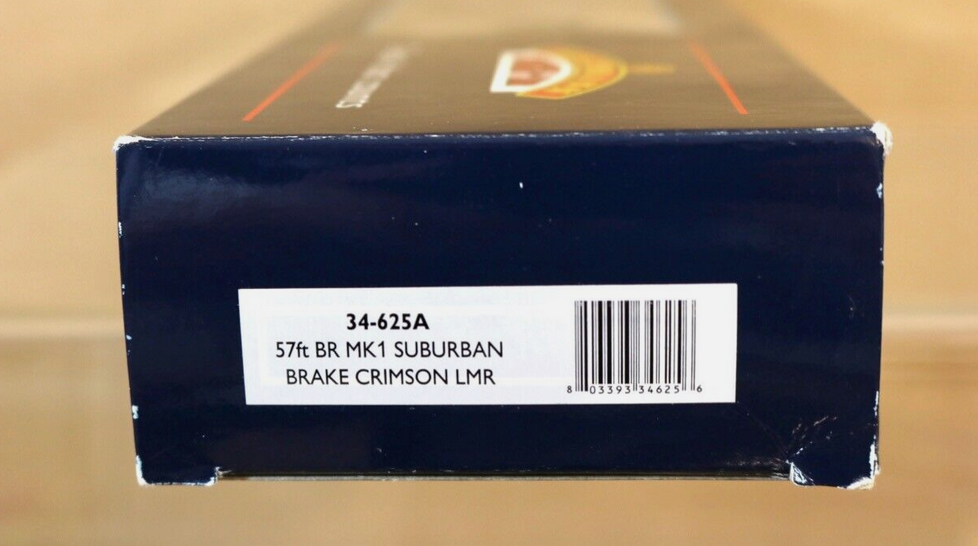 34-625A
57ft BR MK1 SUBURBAN
BRAKE CRIMSON LMR
8 03393 34625 6